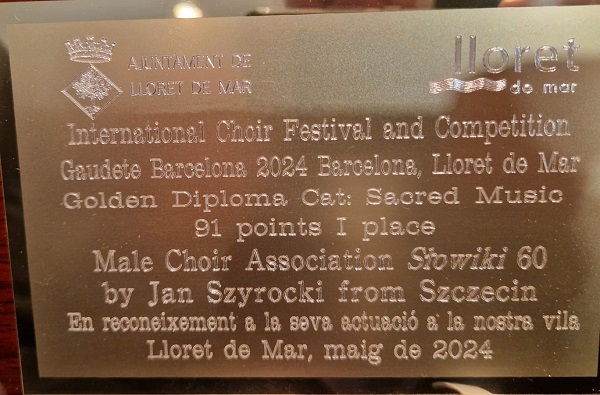 AJUNTAMENT DE
LLORET DE MAR
lloret
de mar
International Choir Festival and Competition
Gaudete Barcelona 2024 Barcelona, Lloret de Mar
Golden Diploma Cat: Sacred Music
91 points I place
Male Choir Association Słowiki 60
by Jan Szyrocki from Szczecin
En reconeixement a la seva actuació a la nostra vila
Lloret de Mar, maig de 2024